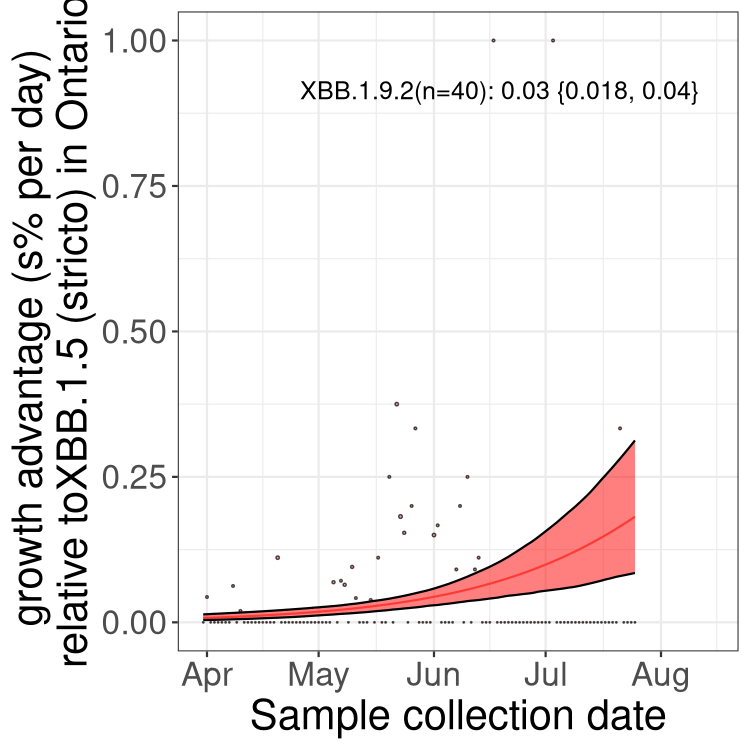 growth advantage (s% per day)
relative toXBB.1.5 (stricto) in Ontario
1.00
XBB.1.9.2(n=40): 0.03 {0.018, 0.04}
0.75
0.50
0.25
0.00
Apr May Jun Jul Aug
Sample collection date